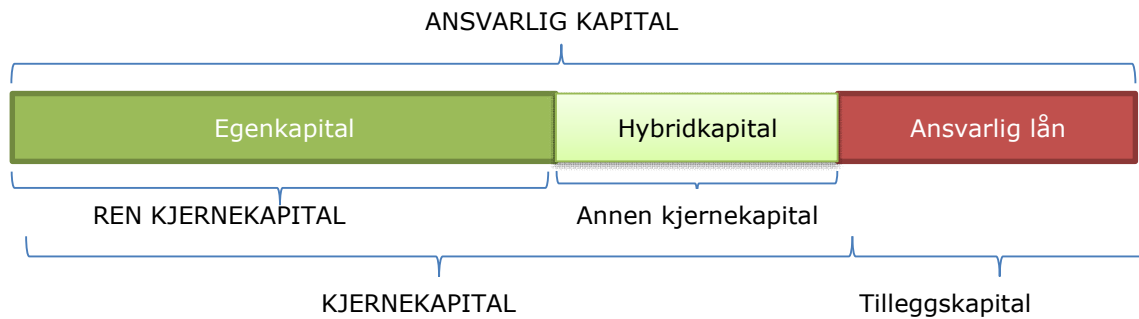 ANSVARLIG KAPITAL
Egenkapital
Hybridkapital
Ansvarlig lån
REN KJERNEKAPITAL
Annen kjernekapital
KJERNEKAPITAL
Tilleggskapital